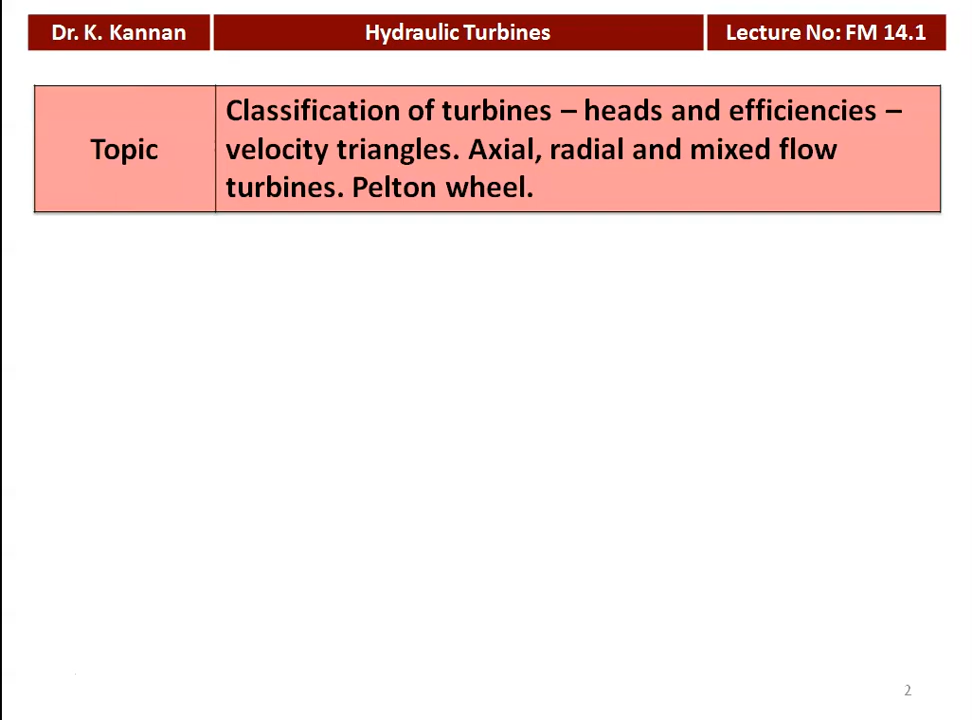 Dr. K. Kannan
Hydraulic Turbines
Lecture No: FM 14.1
Topic
Classification of turbines – heads and efficiencies –
velocity triangles. Axial, radial and mixed flow
turbines. Pelton wheel.
2